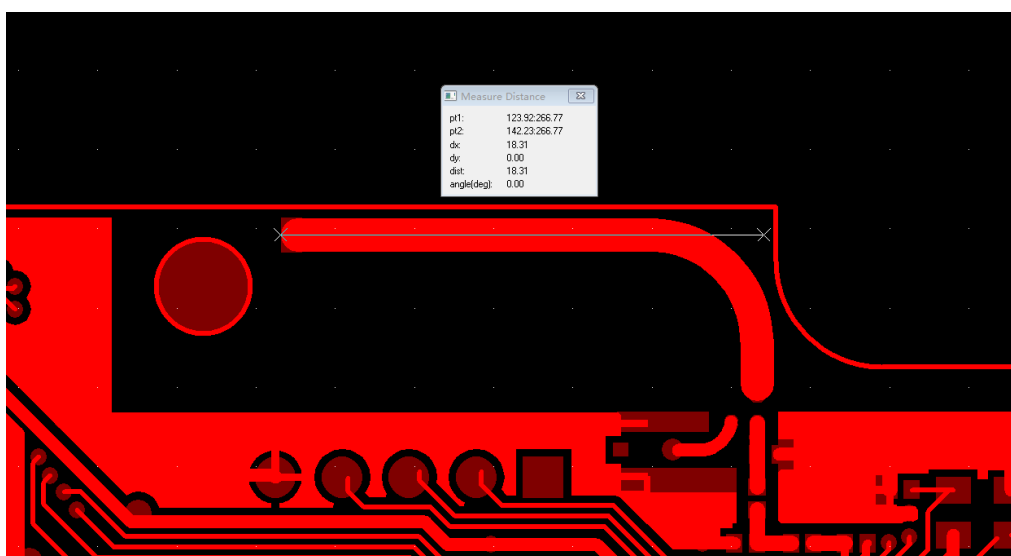 Measure Distance
pt1: 123.92:266.77
pt2: 142.23:266.77
dx: 18.31
dy: 0.00
dist: 18.31
angle(deg): 0.00